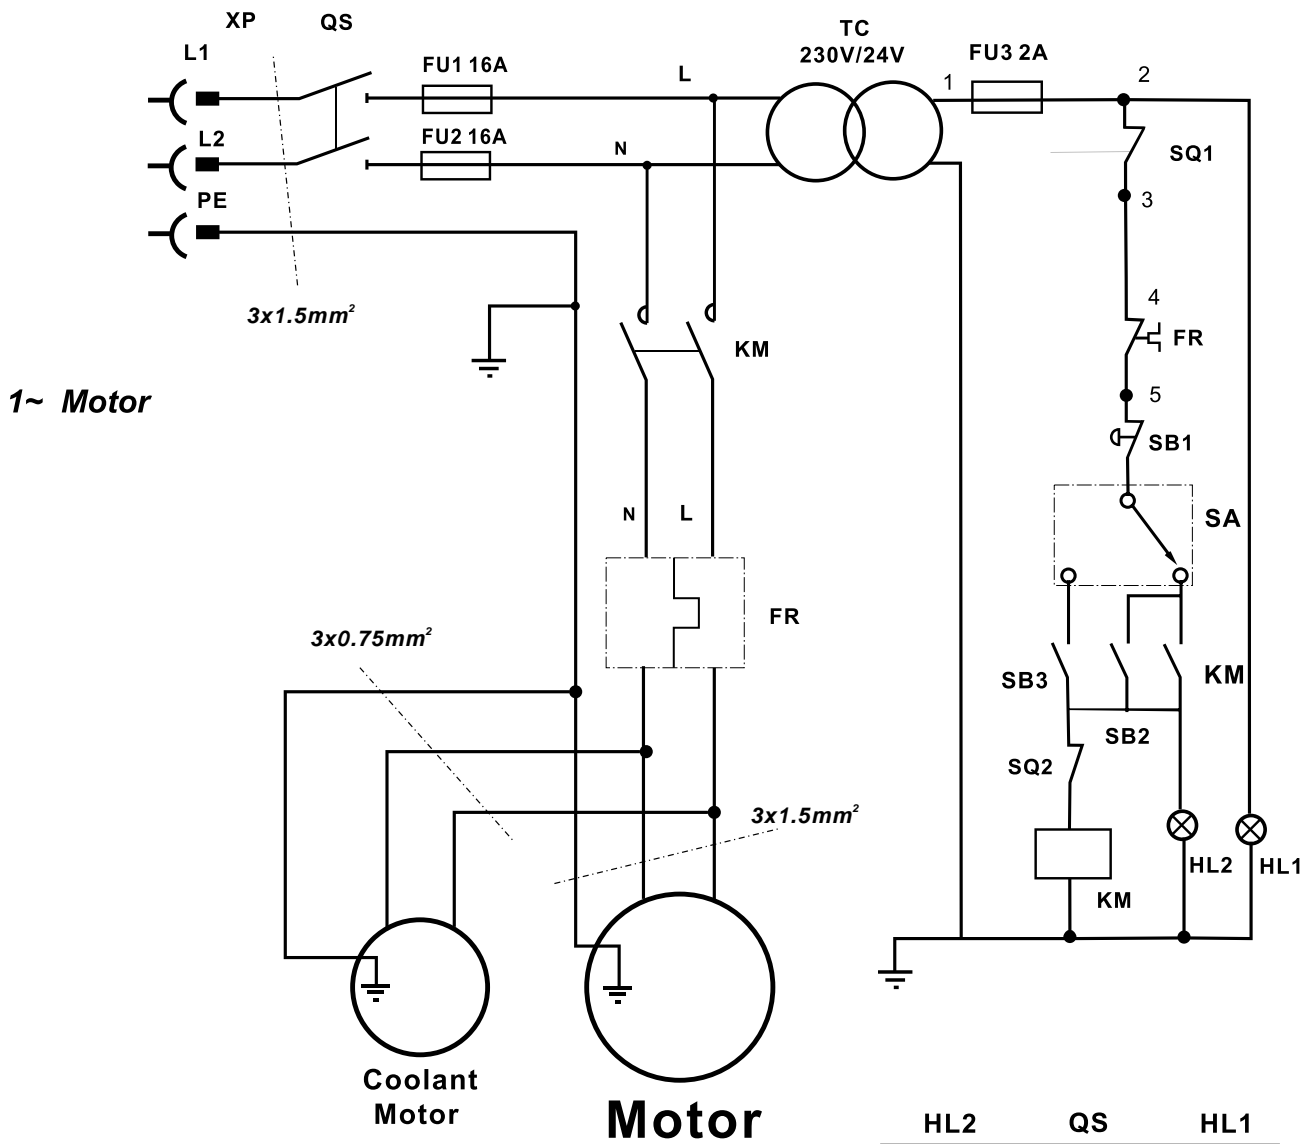 XP
QS
TC
230V/24V
L1
FU1 16A
L
FU3 2A
1
2
L2
FU2 16A
N
SQ1
PE
3
3x1.5mm²
4
KM
FR
1~ Motor
5
SB1
N
L
SA
FR
3x0.75mm²
SB3
KM
SB2
SQ2
3x1.5mm²
HL2
HL1
KM
Coolant
Motor
Motor
HL2
QS
HL1